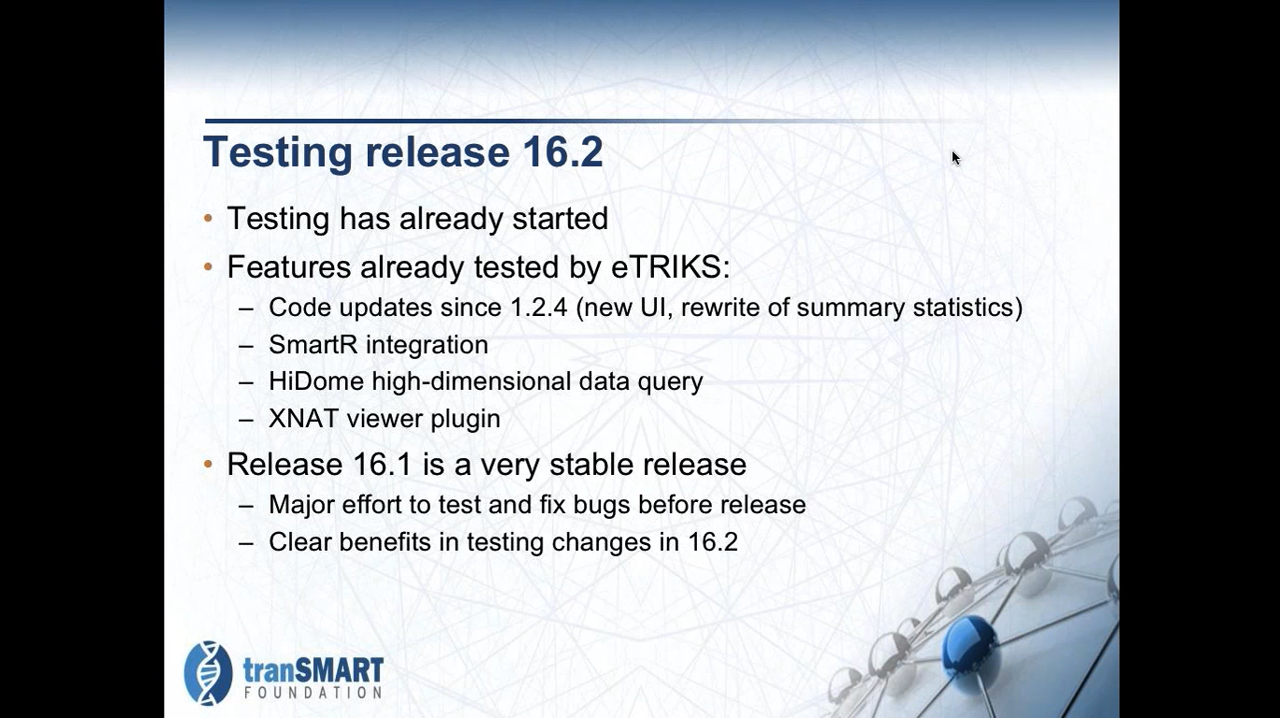 Testing release 16.2
• Testing has already started
• Features already tested by eTRIKS:
– Code updates since 1.2.4 (new UI, rewrite of summary statistics)
– SmartR integration
– HiDome high-dimensional data query
– XNAT viewer plugin
• Release 16.1 is a very stable release
– Major effort to test and fix bugs before release
– Clear benefits in testing changes in 16.2
tranSMART
FOUNDATION